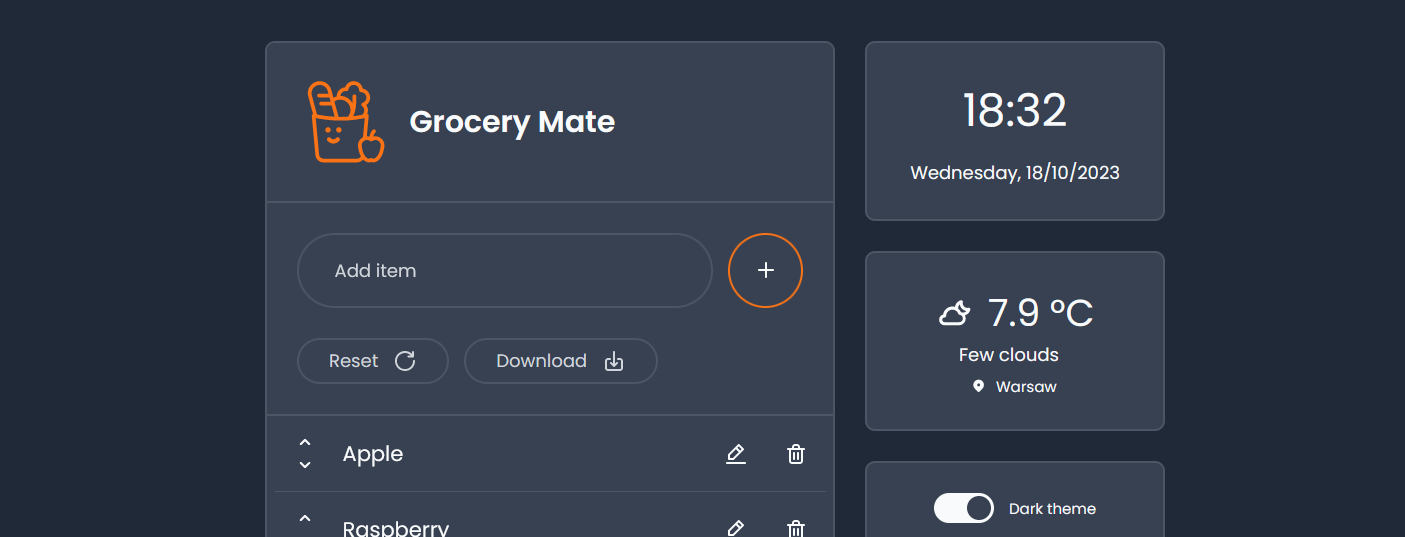 Grocery Mate
Add item
Reset
Download
Apple
Raspberry
18:32
Wednesday, 18/10/2023
7.9 °C
Few clouds
Warsaw
Dark theme